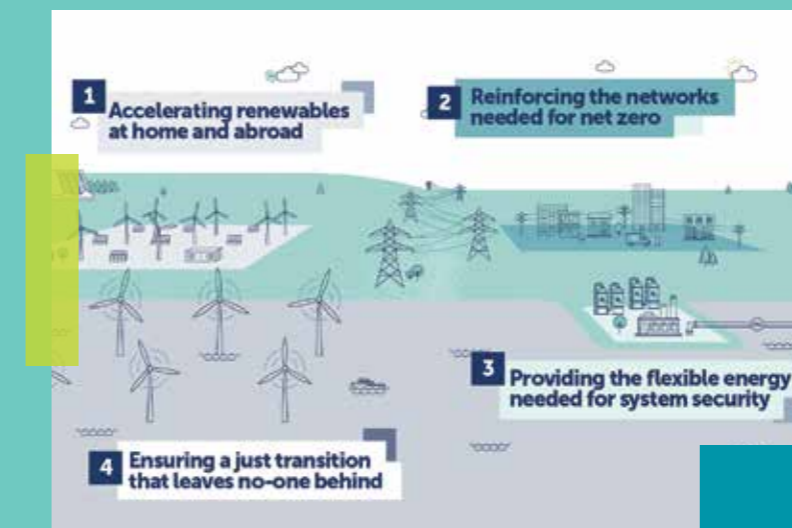 1
Accelerating renewables
at home and abroad
2
Reinforcing the networks
needed for net zero
3
Providing the flexible energy
needed for system security
4
Ensuring a just transition
that leaves no-one behind